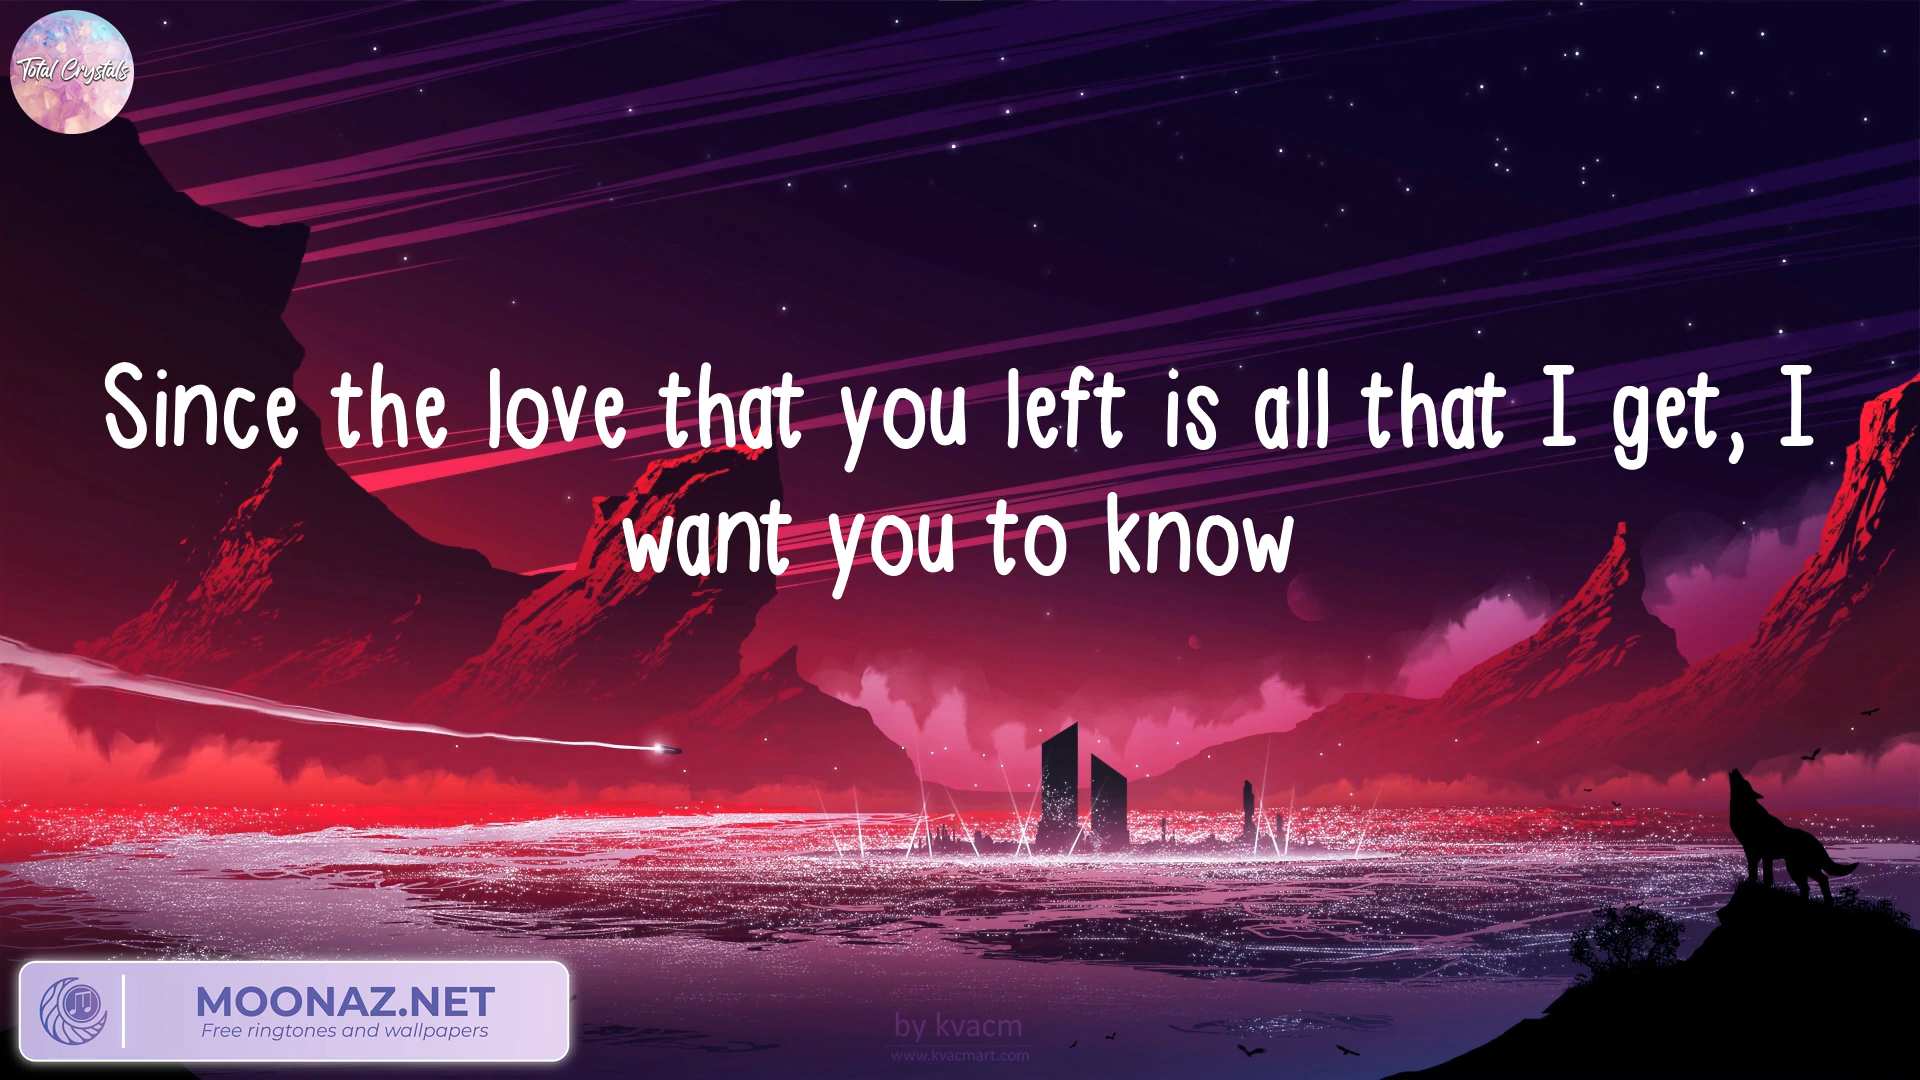 Total Crystals
Since the love that you left is all that I get, I
want you to know
MOONAZ.NET
Free ringtones and wallpapers
by kvacm
www.kvacmart.com